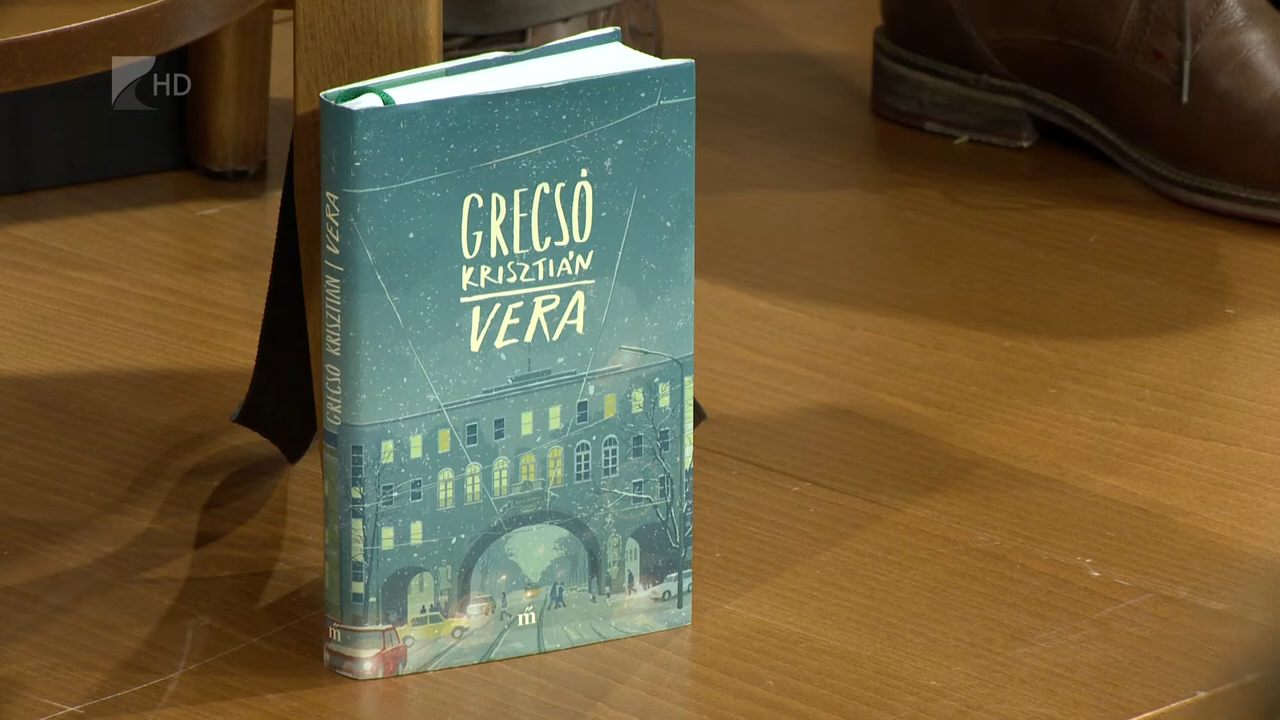 HD
GRECSÓ
KRISZTIÁN
VERA
GRECSÓ KRISZTIÁN / VERA
m̋
m̋